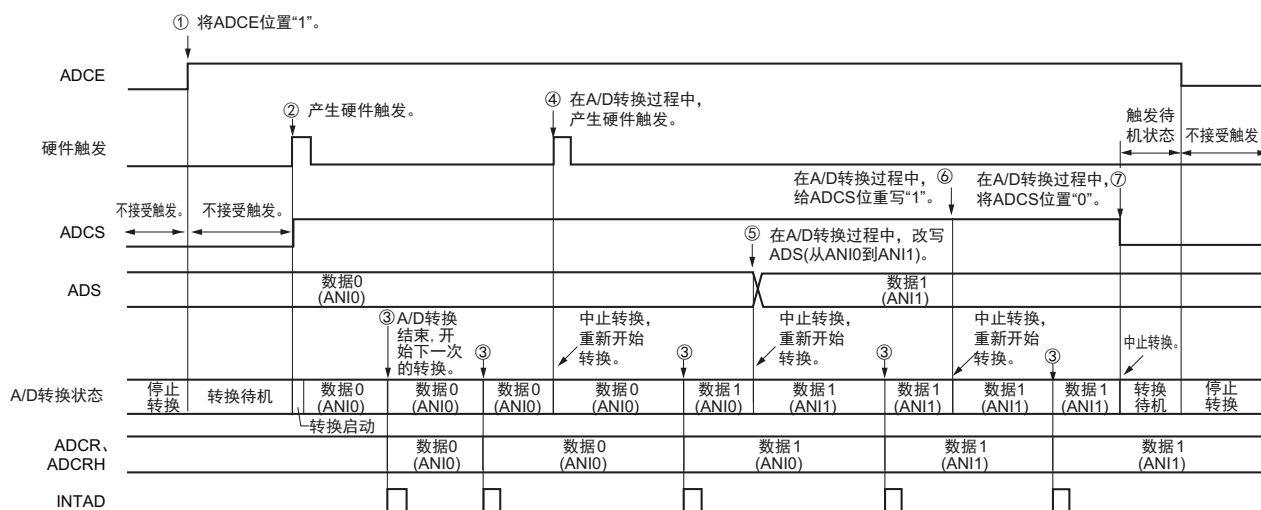 ① 将ADCE位置“1”。
ADCE
② 产生硬件触发。
④ 在A/D转换过程中，
产生硬件触发。
触发待
机状态
不接受触发。
硬件触发
在A/D转换过程中， ⑥
给ADCS位重写“1”。
在A/D转换过程中，⑦
将ADCS位置“0”。
不接受触发。
不接受触发。
ADCS
⑤ 在A/D转换过程中，改写
ADS(从ANI0到ANI1)。
ADS
数据0
(ANI0)
数据1
(ANI1)
③ A/D转换
结束, 开
始下一次
的转换。
③
中止转换，
重新开始
转换。
③
中止转换，
重新开始
转换。
③
中止转换，
重新开始
转换。
③
中止转换。
A/D转换状态
停止
转换
转换待机
数据0
(ANI0)
数据0
(ANI0)
数据0
(ANI0)
数据0
(ANI0)
数据1
(ANI0)
数据1
(ANI1)
数据1
(ANI1)
数据1
(ANI1)
数据1
(ANI1)
转换
待机
停止
转换
转换启动
ADCR、
ADCRH
数据0
(ANI0)
数据0
(ANI0)
数据1
(ANI0)
数据1
(ANI1)
数据1
(ANI1)
INTAD